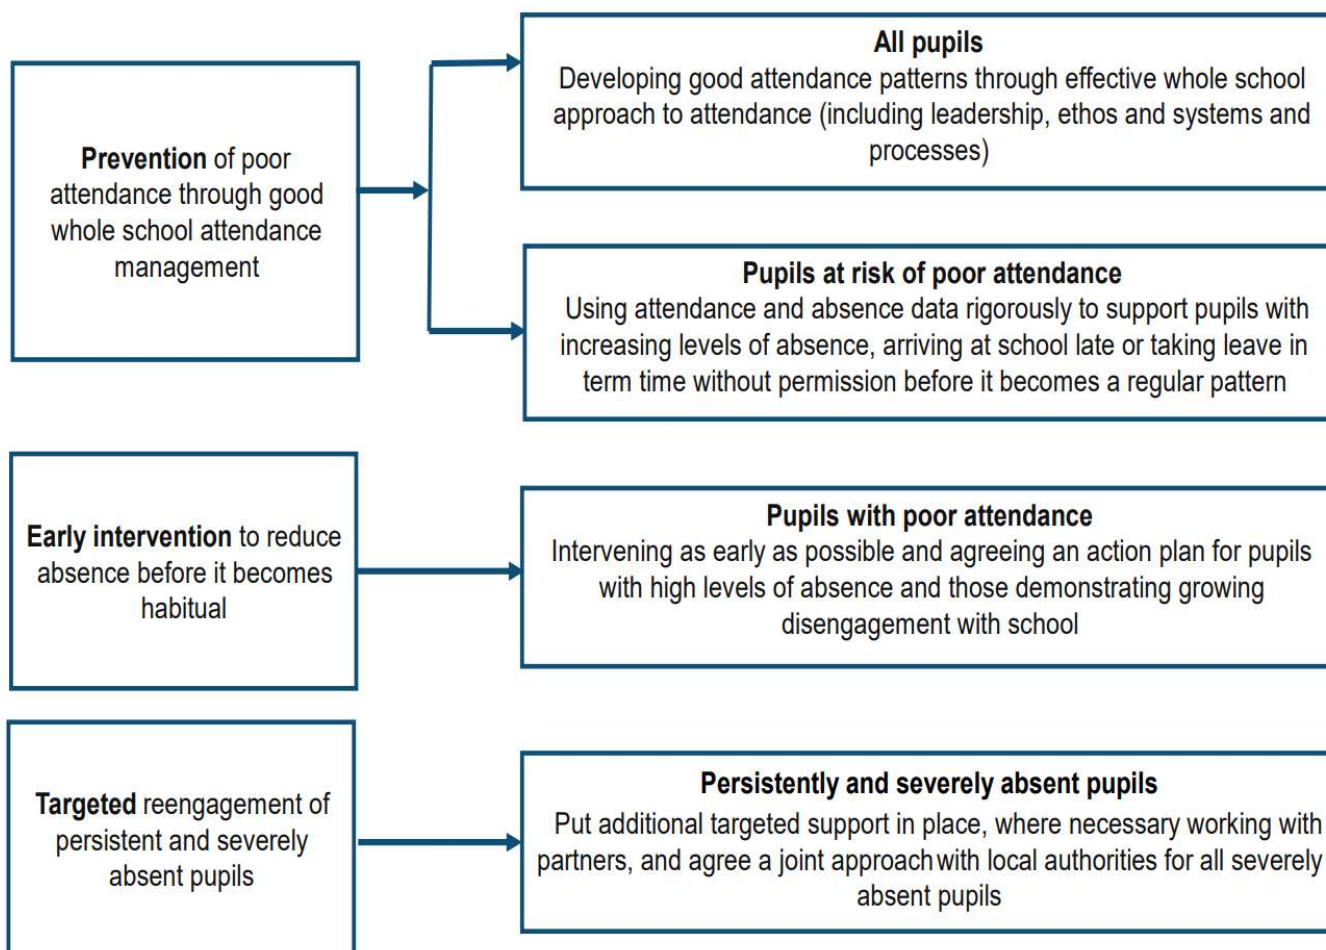 Prevention of poor
attendance through good
whole school attendance
management
All pupils
Developing good attendance patterns through effective whole school
approach to attendance (including leadership, ethos and systems and
processes)
Pupils at risk of poor attendance
Using attendance and absence data rigorously to support pupils with
increasing levels of absence, arriving at school late or taking leave in
term time without permission before it becomes a regular pattern
Early intervention to reduce
absence before it becomes
habitual
Pupils with poor attendance
Intervening as early as possible and agreeing an action plan for pupils
with high levels of absence and those demonstrating growing
disengagement with school
Targeted reengagement of
persistent and severely
absent pupils
Persistently and severely absent pupils
Put additional targeted support in place, where necessary working with
partners, and agree a joint approach with local authorities for all severely
absent pupils